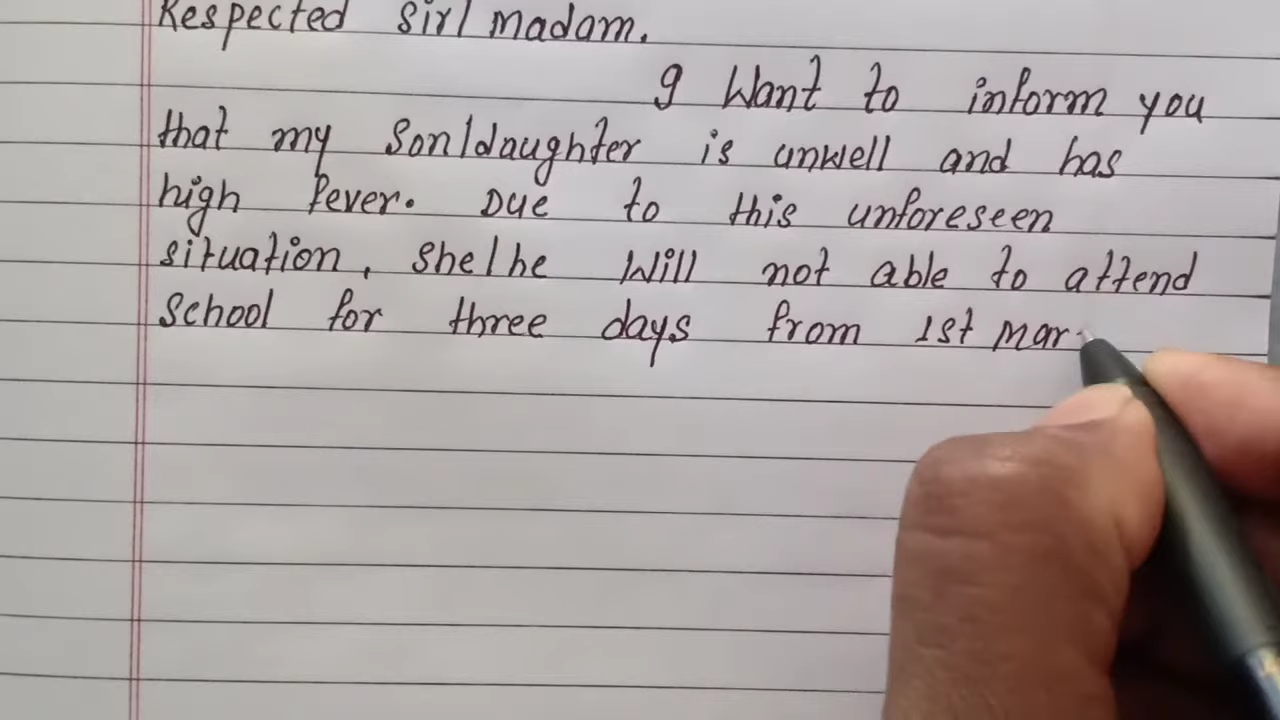 Respected Sir/madam.
I Want to inform you
that my Son/daughter is unwell and has
high fever. Due to this unforeseen
situation, she/he will not able to attend
School for three days from 1st mar